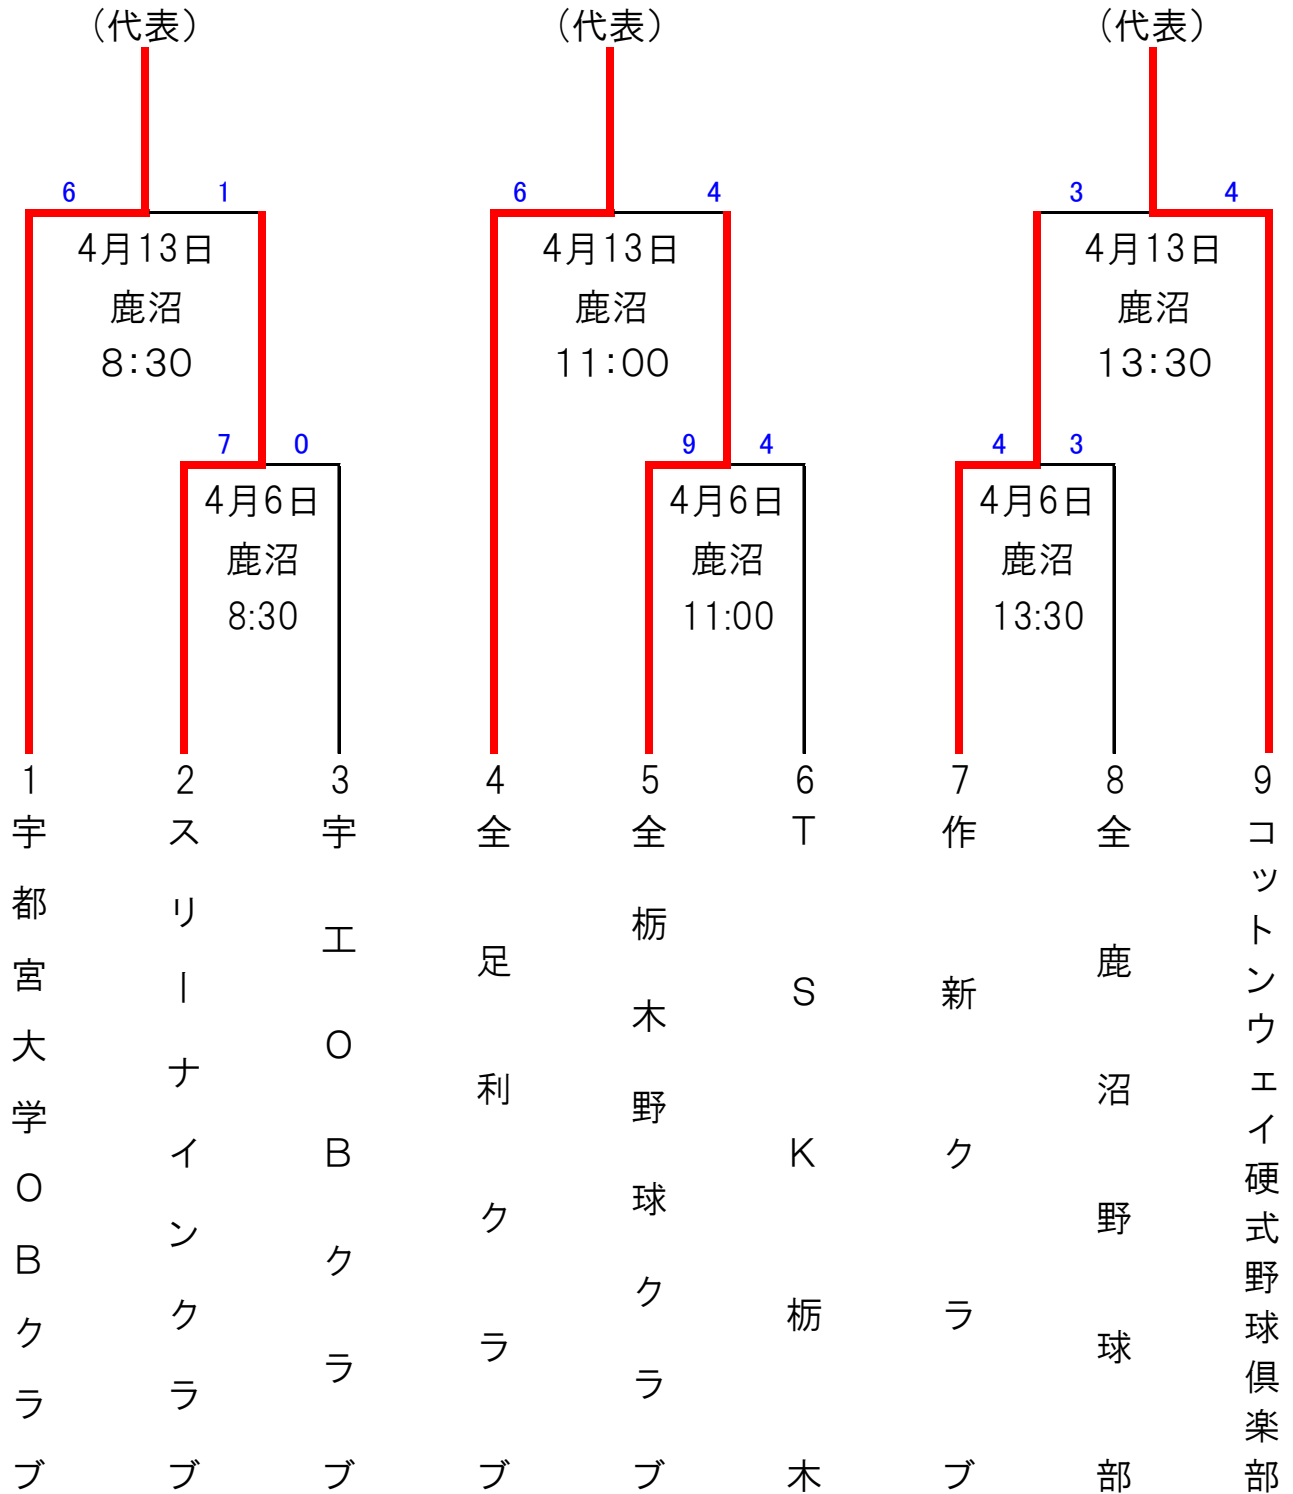 (代表) (代表) (代表)
6 1 6 4 3 4
4月13日 4月13日 4月13日
鹿沼 鹿沼 鹿沼
8:30 11:00 13:30
7 0 9 4 4 3
4月6日 4月6日 4月6日
鹿沼 鹿沼 鹿沼
8:30 11:00 13:30
1 2 3 4 5 6 7 8 9
宇都宮大学OBクラブ
スリーナインクラブ
宇工OBクラブ
全足利クラブ
全栃木野球クラブ
TSK栃木
作新クラブ
全鹿沼野球部
コットンウェイ硬式野球倶楽部